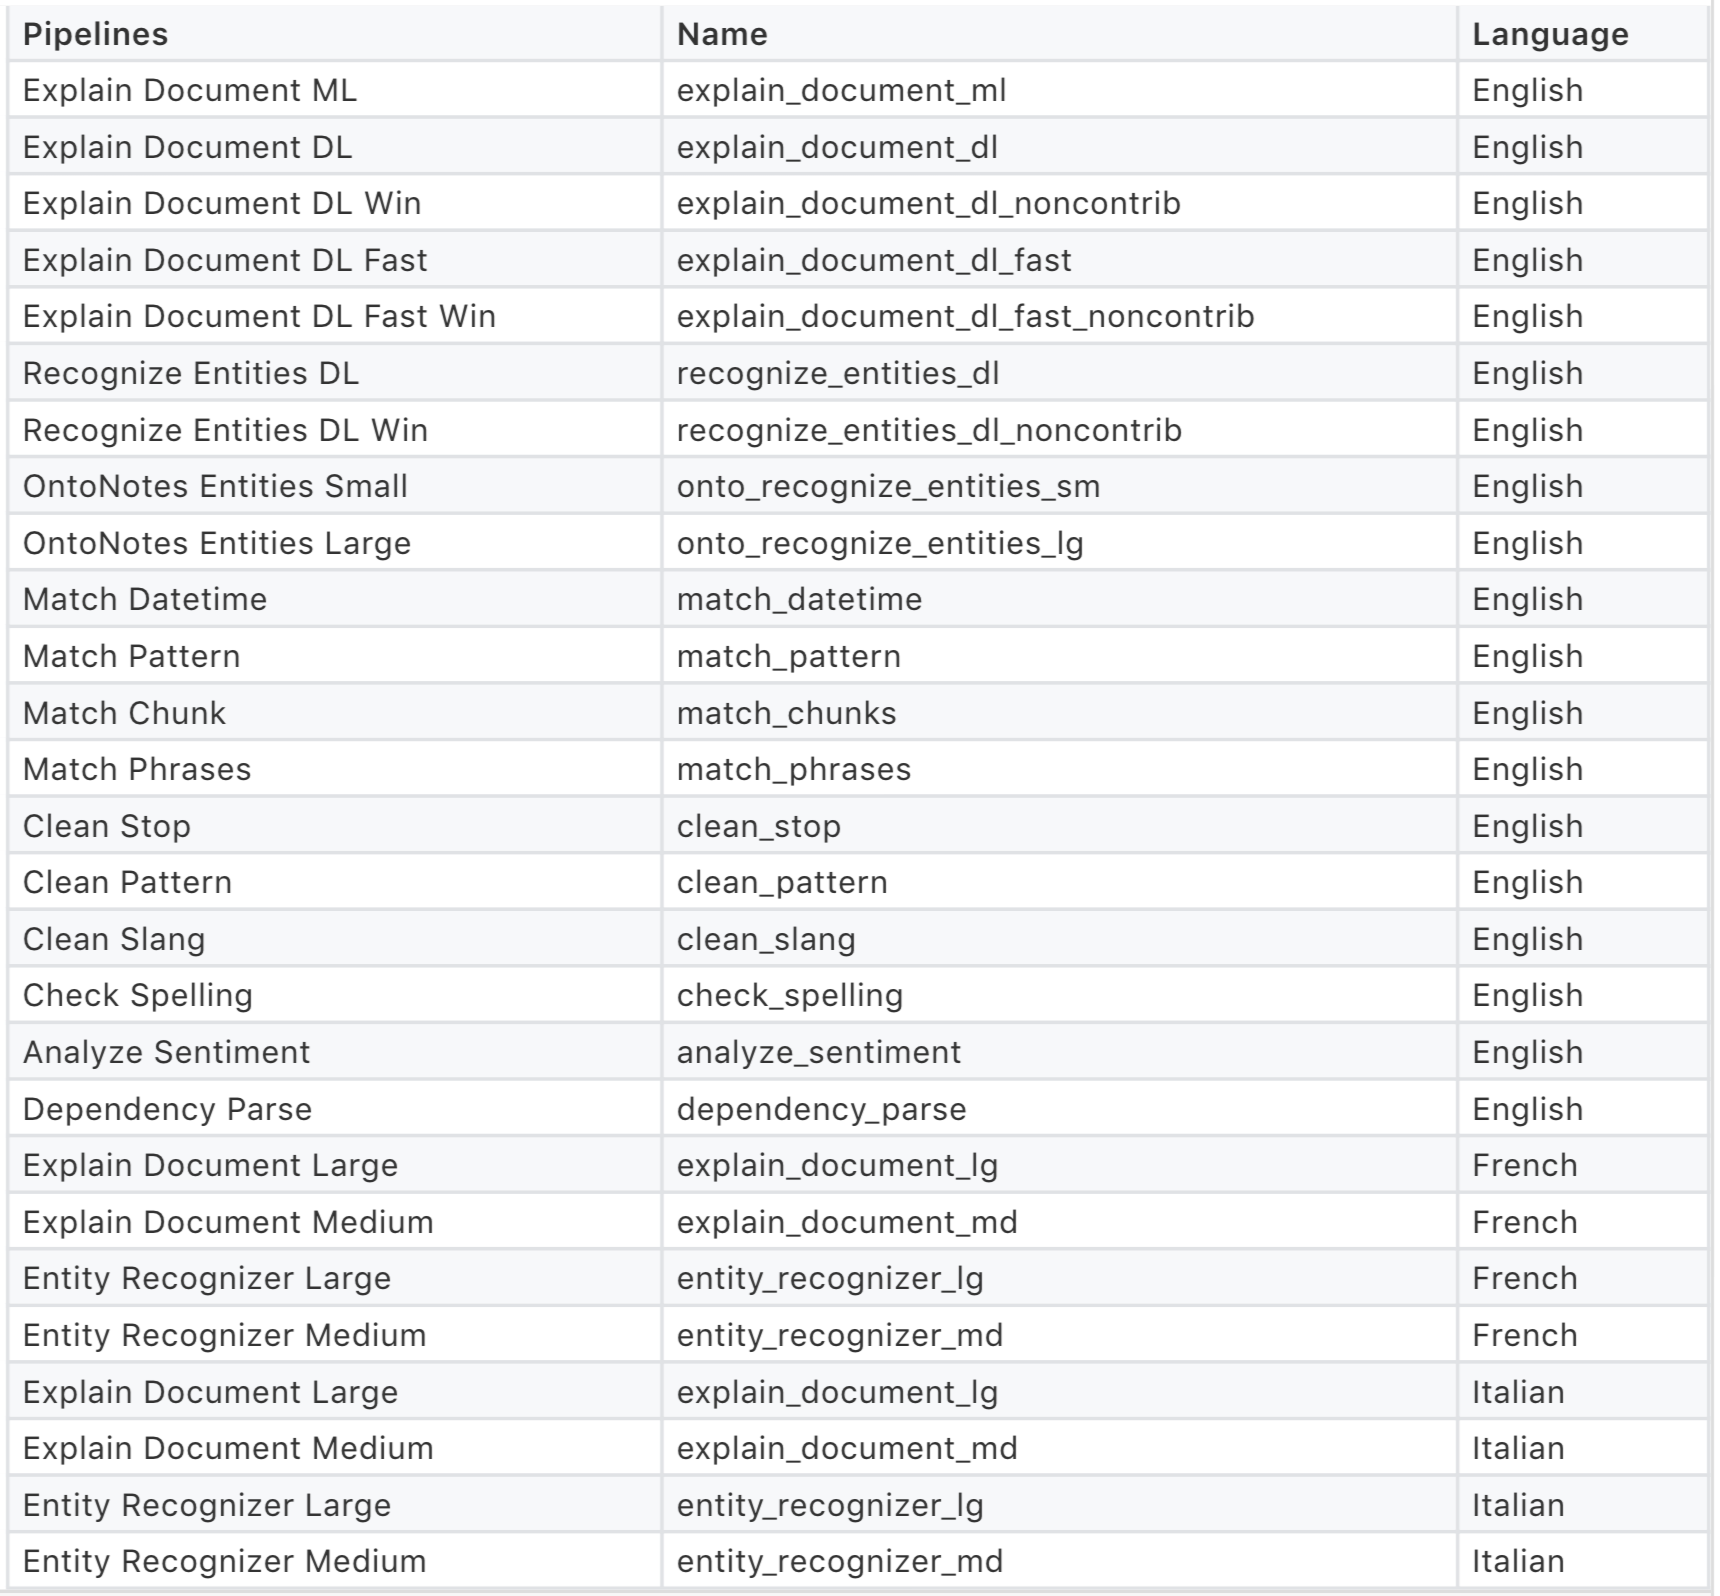 Pipelines Name Language
Explain Document ML explain_document_ml English
Explain Document DL explain_document_dl English
Explain Document DL Win explain_document_dl_noncontrib English
Explain Document DL Fast explain_document_dl_fast English
Explain Document DL Fast Win explain_document_dl_fast_noncontrib English
Recognize Entities DL recognize_entities_dl English
Recognize Entities DL Win recognize_entities_dl_noncontrib English
OntoNotes Entities Small onto_recognize_entities_sm English
OntoNotes Entities Large onto_recognize_entities_lg English
Match Datetime match_datetime English
Match Pattern match_pattern English
Match Chunk match_chunks English
Match Phrases match_phrases English
Clean Stop clean_stop English
Clean Pattern clean_pattern English
Clean Slang clean_slang English
Check Spelling check_spelling English
Analyze Sentiment analyze_sentiment English
Dependency Parse dependency_parse English
Explain Document Large explain_document_lg French
Explain Document Medium explain_document_md French
Entity Recognizer Large entity_recognizer_lg French
Entity Recognizer Medium entity_recognizer_md French
Explain Document Large explain_document_lg Italian
Explain Document Medium explain_document_md Italian
Entity Recognizer Large entity_recognizer_lg Italian
Entity Recognizer Medium entity_recognizer_md Italian